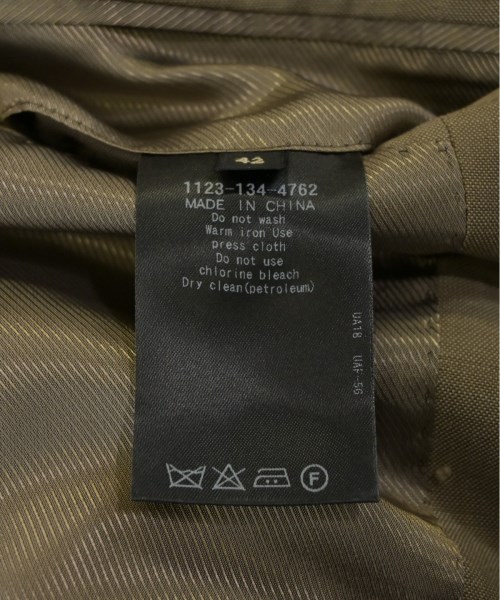 42
1123-134-4762
MADE IN CHINA
Do not wash
Warm iron Use
press cloth
Do not use
chlorine bleach
Dry clean(petroleum)
UA18 UAF-56
F